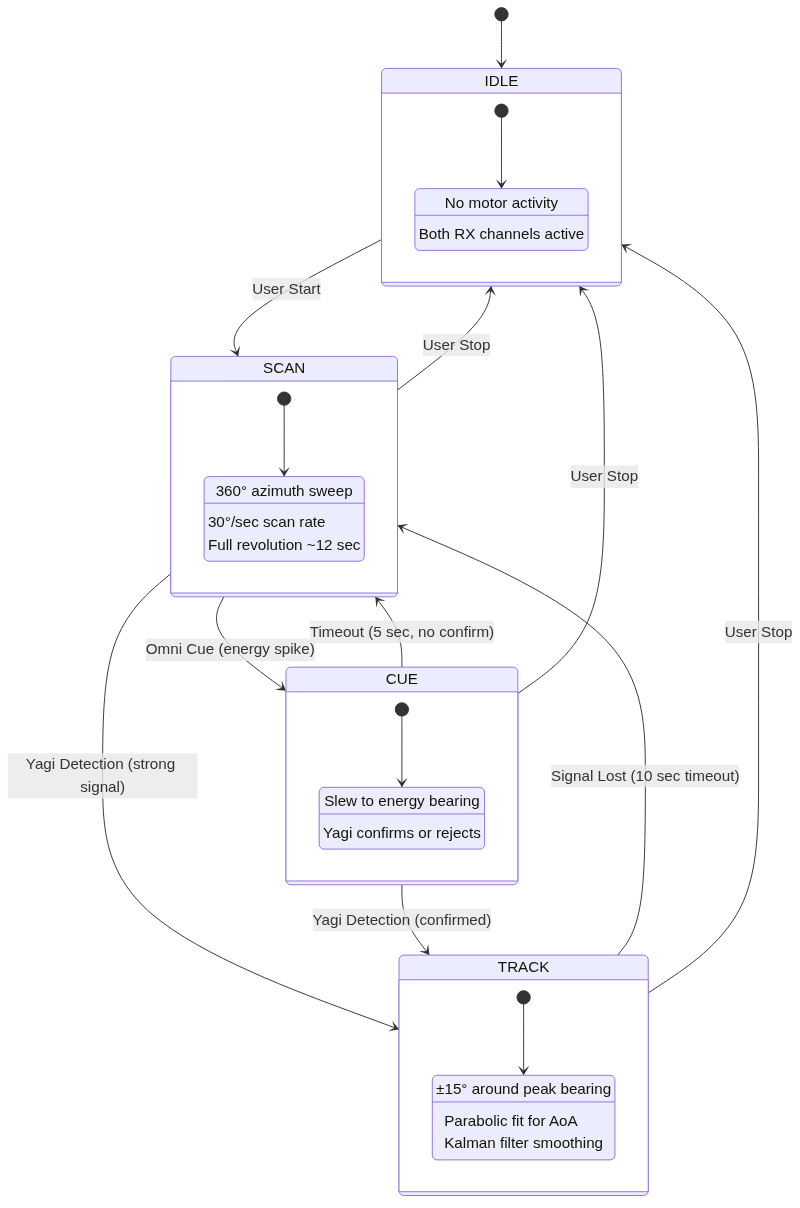 IDLE
No motor activity
Both RX channels active
User Start
User Stop
SCAN
360° azimuth sweep
30°/sec scan rate
Full revolution ~12 sec
User Stop
Timeout (5 sec, no confirm)
Omni Cue (energy spike)
User Stop
CUE
Slew to energy bearing
Yagi confirms or rejects
Yagi Detection (strong
signal)
Signal Lost (10 sec timeout)
Yagi Detection (confirmed)
TRACK
±15° around peak bearing
Parabolic fit for AoA
Kalman filter smoothing